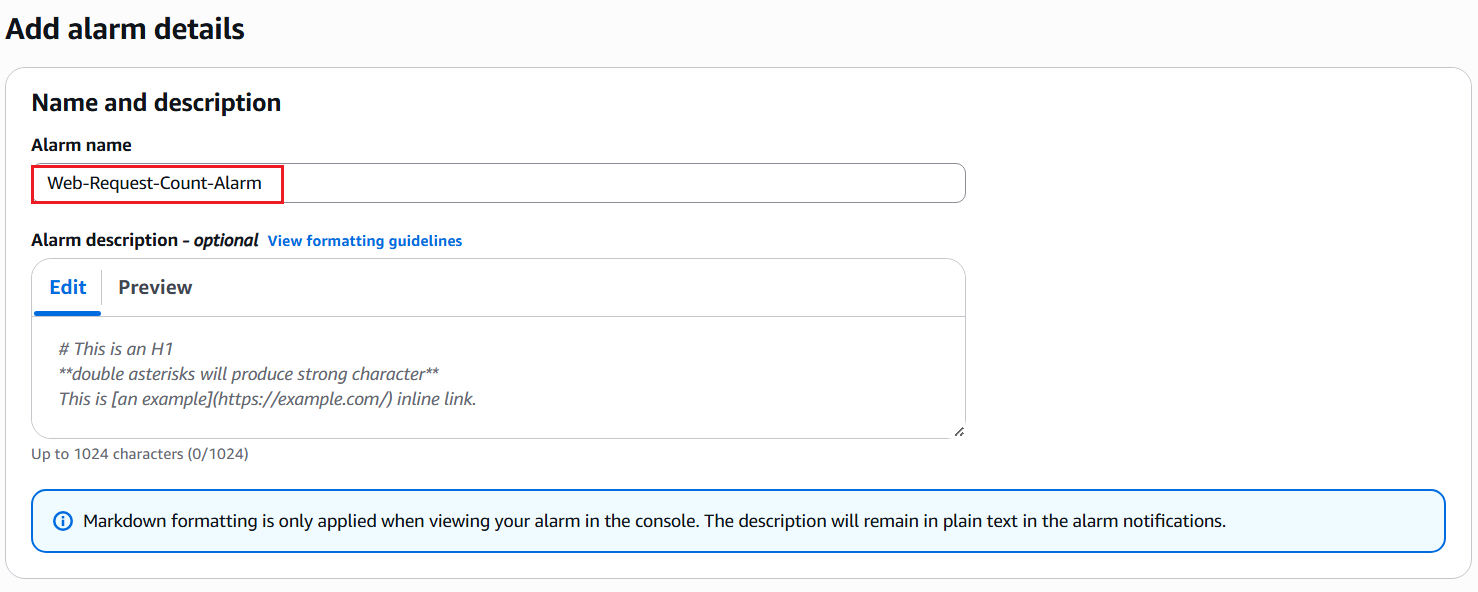 Add alarm details
Name and description
Alarm name
Web-Request-Count-Alarm
Alarm description - optional View formatting guidelines
Edit Preview
# This is an H1
**double asterisks will produce strong character**
This is [an example](https://example.com/) inline link.
Up to 1024 characters (0/1024)
Markdown formatting is only applied when viewing your alarm in the console. The description will remain in plain text in the alarm notifications.